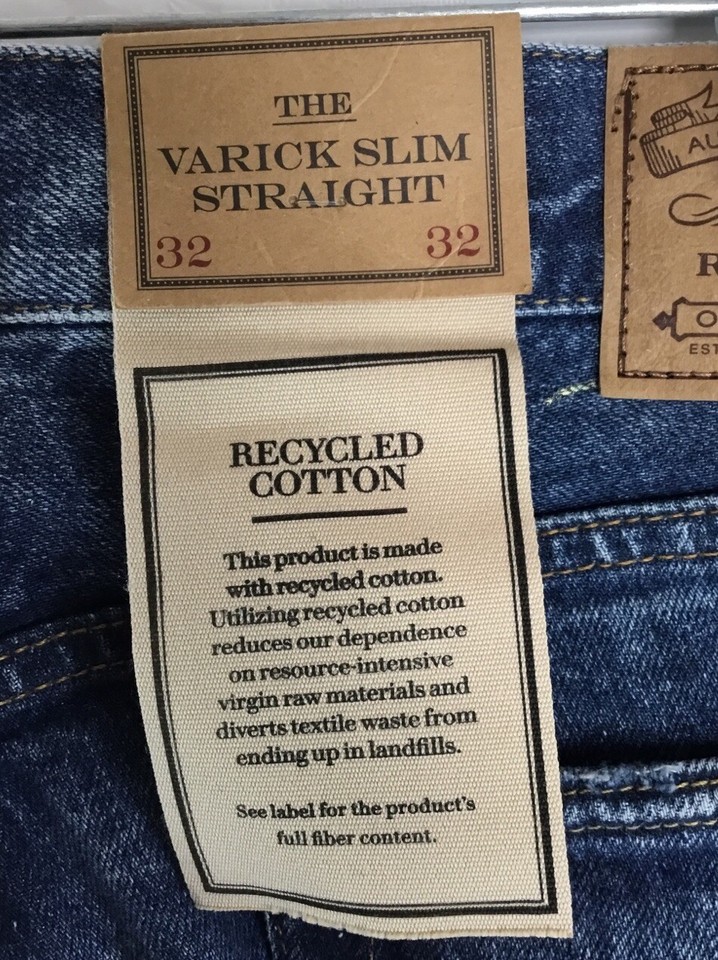 THE
VARICK SLIM
STRAIGHT
32 32
RECYCLED
COTTON
This product is made
with recycled cotton.
Utilizing recycled cotton
reduces our dependence
on resource-intensive
virgin raw materials and
diverts textile waste from
ending up in landfills.
See label for the product's
full fiber content.
AU
R
O
EST